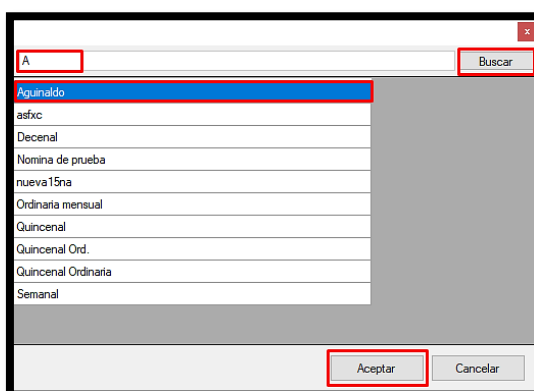 x
A
Buscar
Aguinaldo
asfxc
Decenal
Nomina de prueba
nueva15na
Ordinaria mensual
Quincenal
Quincenal Ord.
Quincenal Ordinaria
Semanal
Aceptar
Cancelar